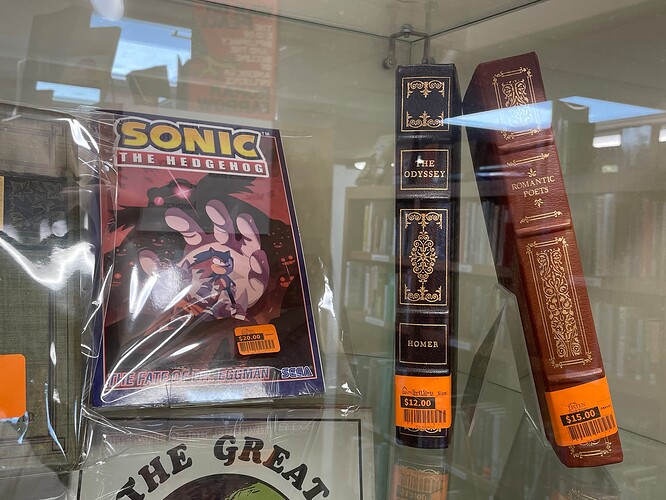 SONIC
THE HEDGEHOG
$20.00
THE FATE OF DR. EGGMAN
SEGA
THE GREAT
THE
ODYSSEY
HOMER
$12.00
ROMANTIC
POETS
$15.00